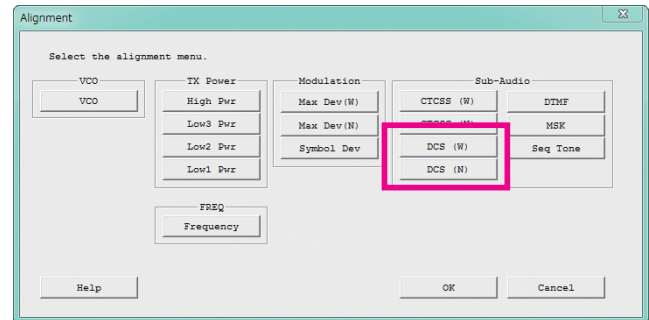 Alignment
Select the alignment menu.
VCO
VCO
TX Power
High Pwr
Low3 Pwr
Low2 Pwr
Low1 Pwr
FREQ
Frequency
Modulation
Max Dev(W)
Max Dev(N)
Symbol Dev
Sub-Audio
CTCSS (W)
CTCSS (N)
DCS (W)
DCS (N)
DTMF
MSK
Seq Tone
Help
OK
Cancel